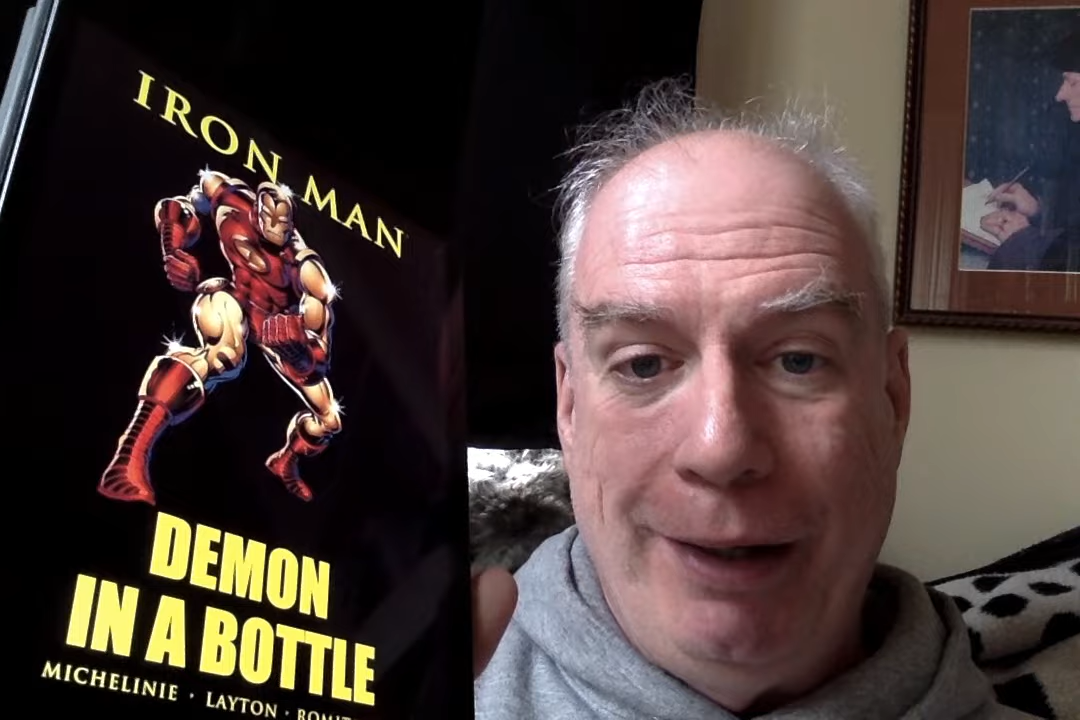 IRON MAN
DEMON
IN A BOTTLE
MICHELINIE · LAYTON ·